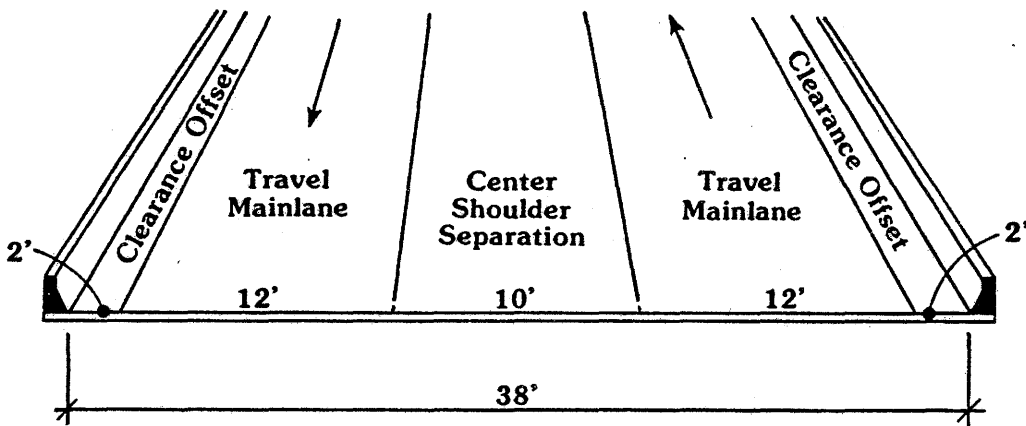 Clearance Offset
Travel
Mainlane
Center
Shoulder
Separation
Travel
Mainlane
Clearance Offset
2'
2'
12'
10'
12'
38'